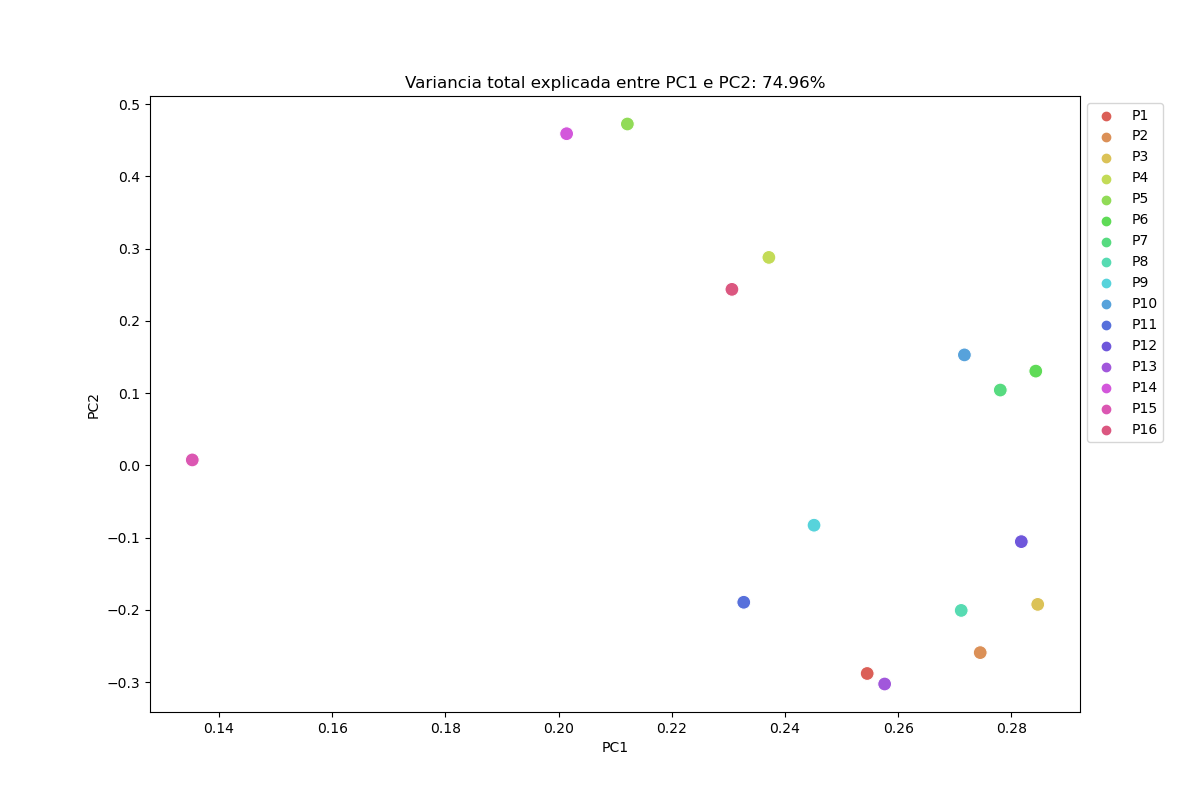 Variancia total explicada entre PC1 e PC2: 74.96%
0.5
0.4
0.3
0.2
0.1
0.0
−0.1
−0.2
−0.3
PC2
0.14 0.16 0.18 0.20 0.22 0.24 0.26 0.28
PC1
P1
P2
P3
P4
P5
P6
P7
P8
P9
P10
P11
P12
P13
P14
P15
P16